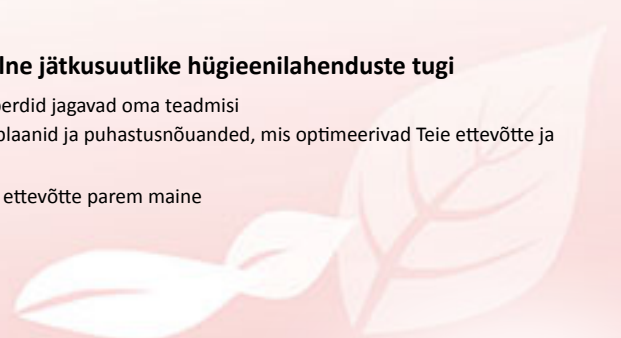 lne jätkusuutlike hügieenilahenduste tugi
perdid jagavad oma teadmisi
plaanid ja puhastusnõuanded, mis optimeerivad Teie ettevõtte ja
ettevõtte parem maine